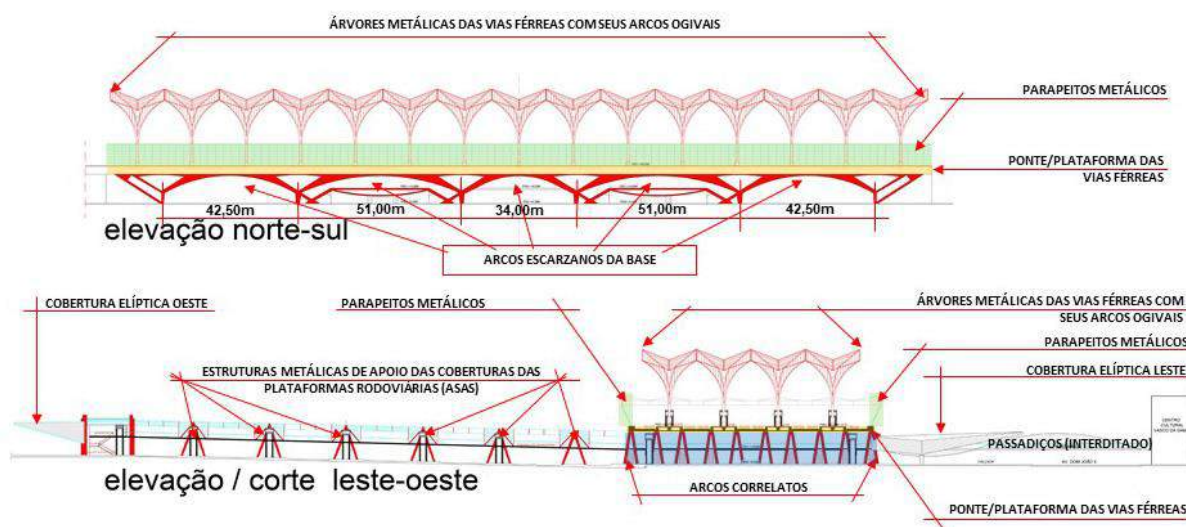 ÁRVORES METÁLICAS DAS VIAS FÉRREAS COM SEUS ARCOS OGIVAIS
PARAPEITOS METÁLICOS
PONTE/PLATAFORMA DAS
VIAS FÉRREAS
42,50m
51,00m
34,00m
51,00m
42,50m
elevação norte-sul
ARCOS ESCARZANOS DA BASE
COBERTURA ELÍPTICA OESTE
PARAPEITOS METÁLICOS
ÁRVORES METÁLICAS DAS VIAS FÉRREAS COM
SEUS ARCOS OGIVAIS
PARAPEITOS METÁLICOS
ESTRUTURAS METÁLICAS DE APOIO DAS COBERTURAS DAS
PLATAFORMAS RODOVIÁRIAS (ASAS)
COBERTURA ELÍPTICA LESTE
CENTRO
CULTURAL
PASSADIÇOS (INTERDITADO)
elevação / corte leste-oeste
ARCOS CORRELATOS
PONTE/PLATAFORMA DAS VIAS FÉRREAS